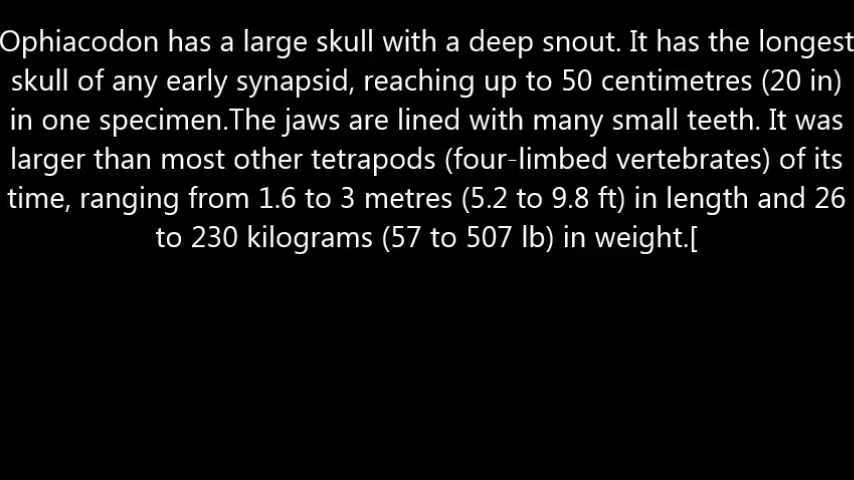 Ophiacodon has a large skull with a deep snout. It has the longest
skull of any early synapsid, reaching up to 50 centimetres (20 in)
in one specimen.The jaws are lined with many small teeth. It was
larger than most other tetrapods (four-limbed vertebrates) of its
time, ranging from 1.6 to 3 metres (5.2 to 9.8 ft) in length and 26
to 230 kilograms (57 to 507 lb) in weight.[